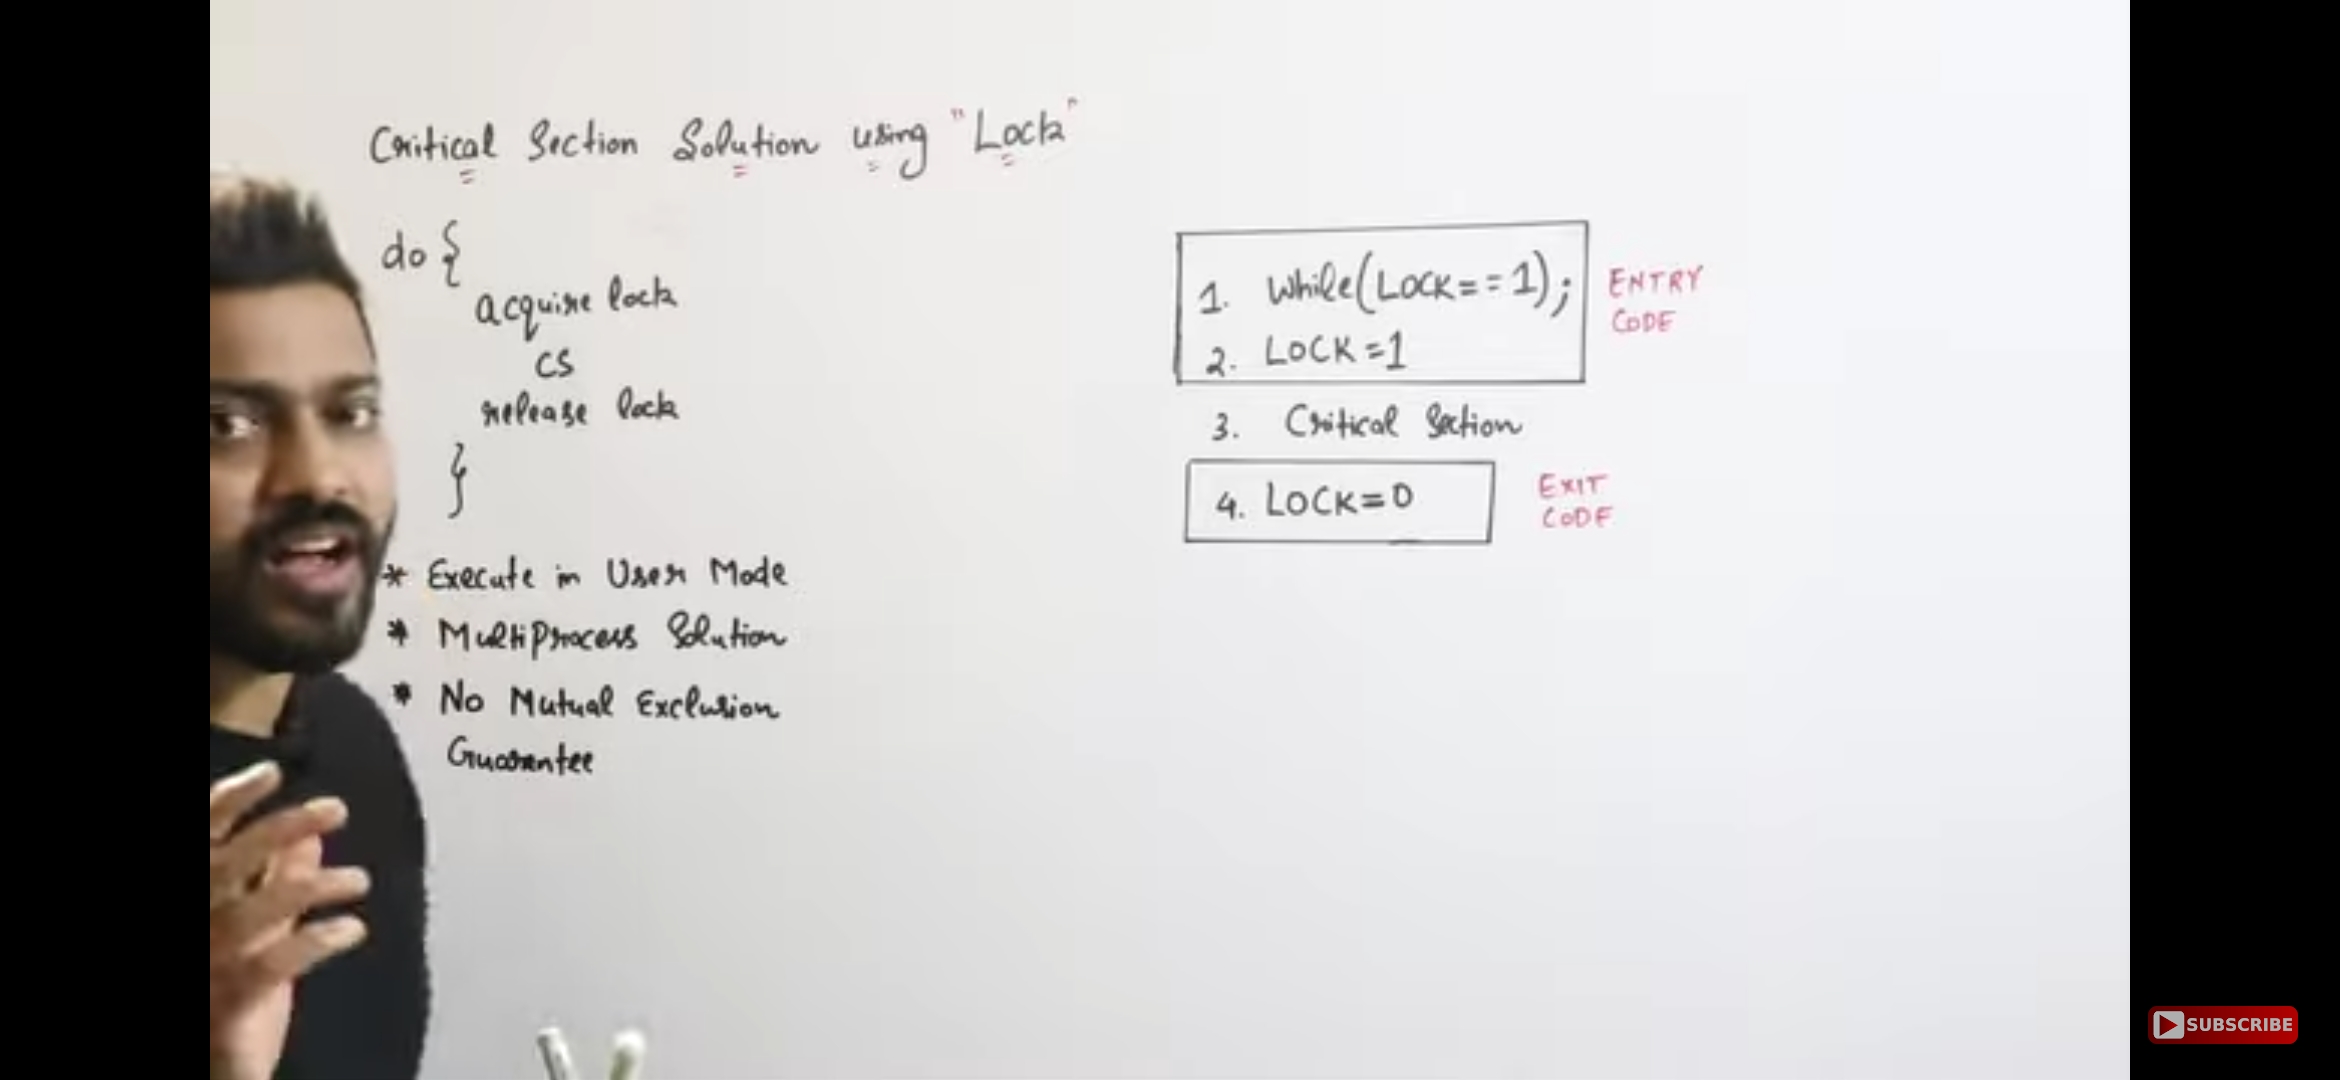 Critical Section Solution using "Lock"
do {
acquire lock
CS
release lock
}
* Execute in User Mode
* MultiProcess Solution
* No Mutual Exclusion
Guarantee
1. While(LOCK==1);
2. LOCK=1
ENTRY
CODE
3. Critical Section
4. LOCK=0
EXIT
CODE
SUBSCRIBE